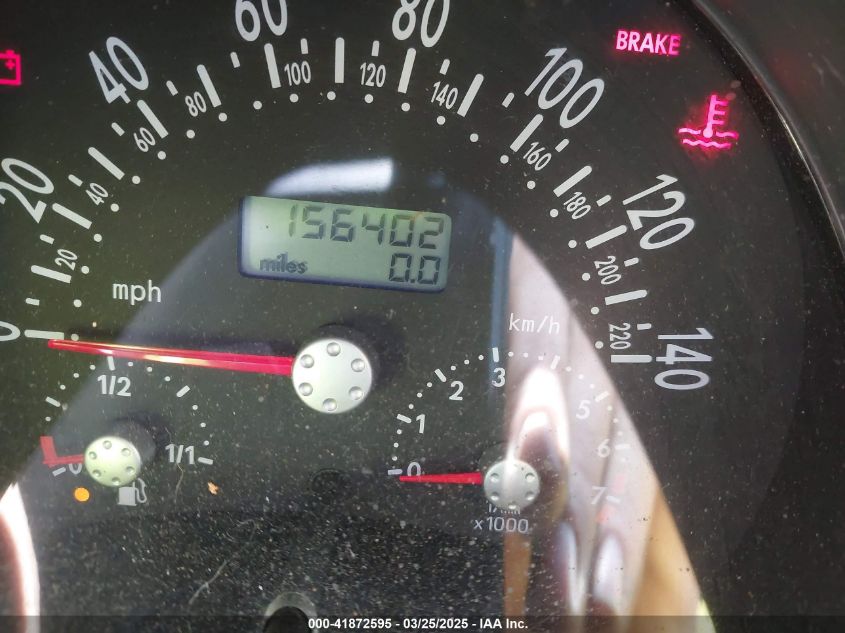 BRAKE
0 20 40 60 80 100 120 140
20 40 60 80 100 120 140 160 180 200 220
156402
miles 0.0
mph
km/h
0 1/2 1/1
0 1 2 3 5 6 7
x1000
000-41872595 - 03/25/2025 - IAA Inc.